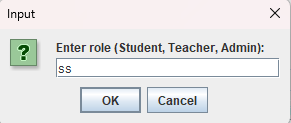 Input
Enter role (Student, Teacher, Admin):
ss
OK Cancel